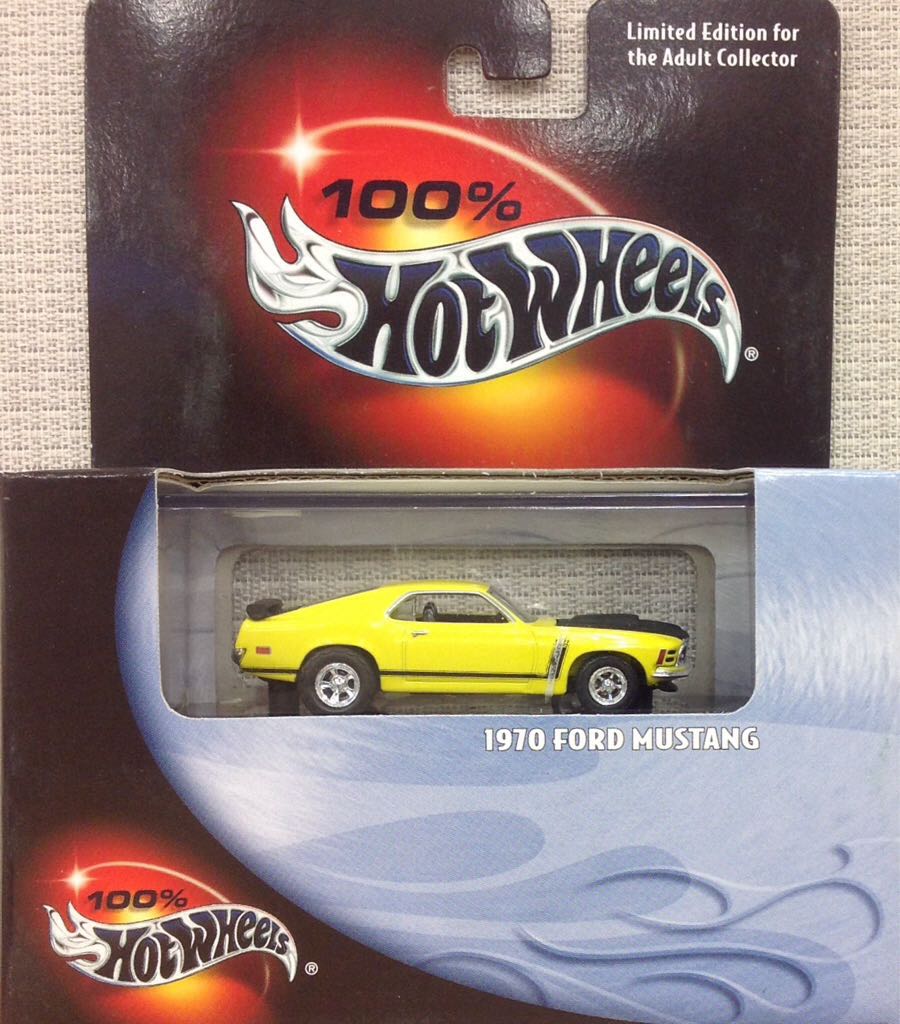 Limited Edition for
the Adult Collector
100%
HotWheels®
1970 FORD MUSTANG
100%
HotWheels®